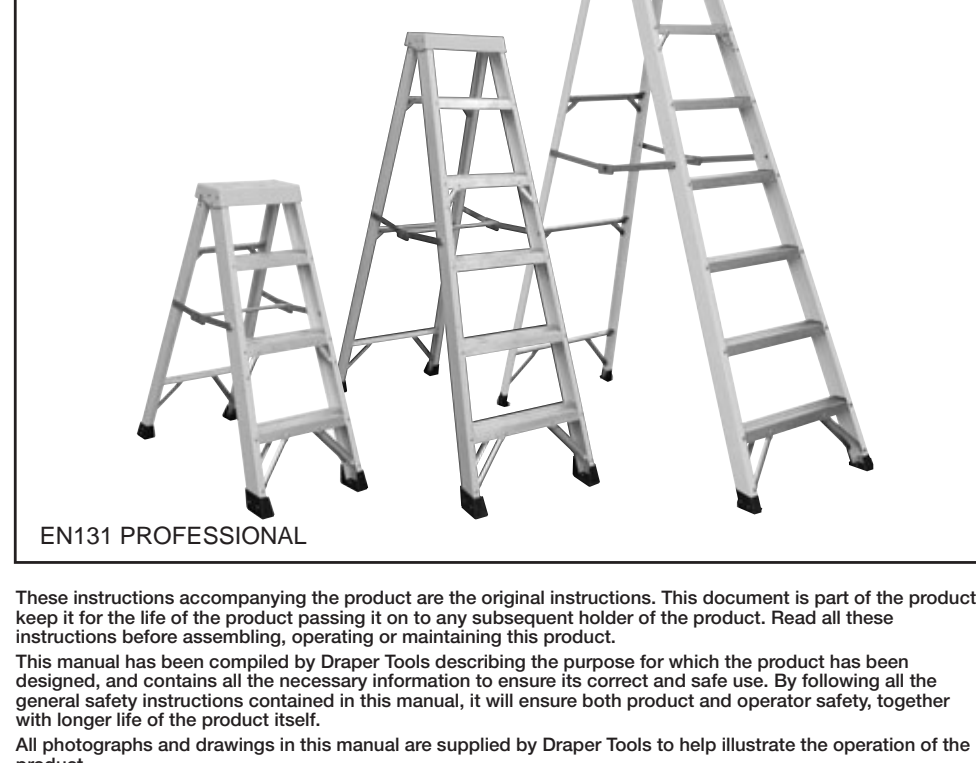 EN131 PROFESSIONAL
These instructions accompanying the product are the original instructions. This document is part of the product
keep it for the life of the product passing it on to any subsequent holder of the product. Read all these
instructions before assembling, operating or maintaining this product.
This manual has been compiled by Draper Tools describing the purpose for which the product has been
designed, and contains all the necessary information to ensure its correct and safe use. By following all the
general safety instructions contained in this manual, it will ensure both product and operator safety, together
with longer life of the product itself.
All photographs and drawings in this manual are supplied by Draper Tools to help illustrate the operation of the
product